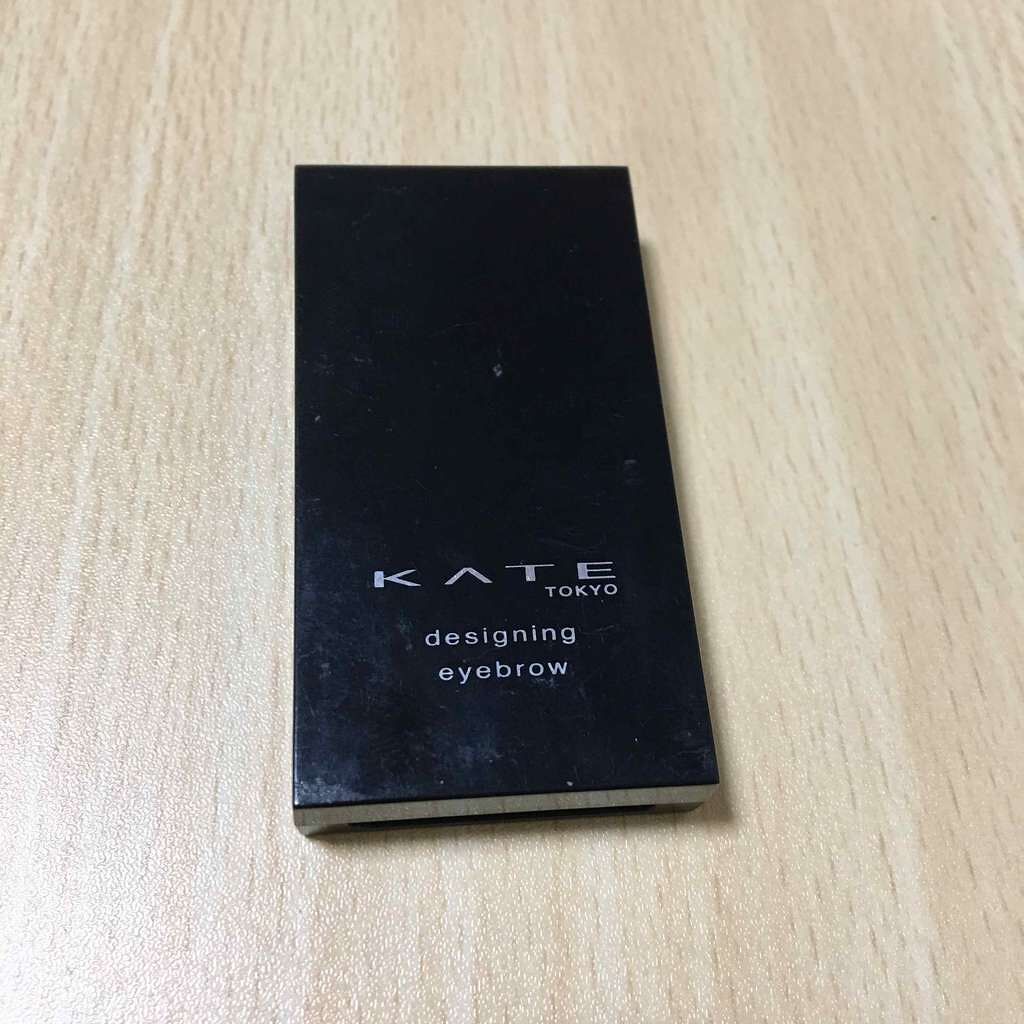 KATE
TOKYO
designing
eyebrow